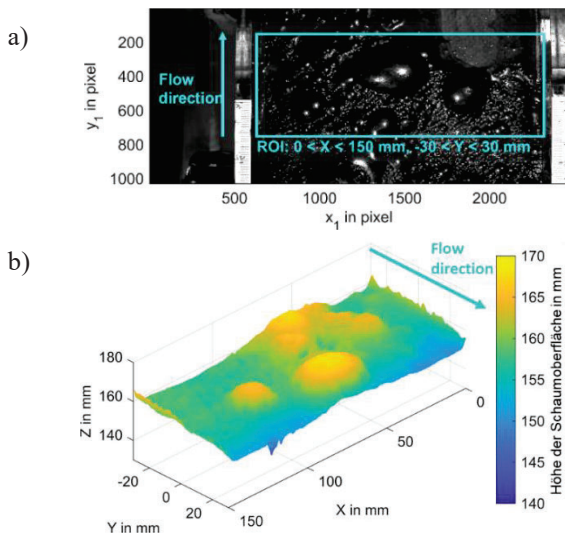 a)
Flow
direction
ROI: 0 < X < 150 mm, -30 < Y < 30 mm
y1 in pixel
200
400
600
800
1000
500
1000
1500
2000
x1 in pixel
b)
Flow
direction
Z in mm
180
160
140
-20
0
20
Y in mm
150
100
50
0
X in mm
170
165
160
155
150
145
140
Höhe der Schaumoberfläche in mm